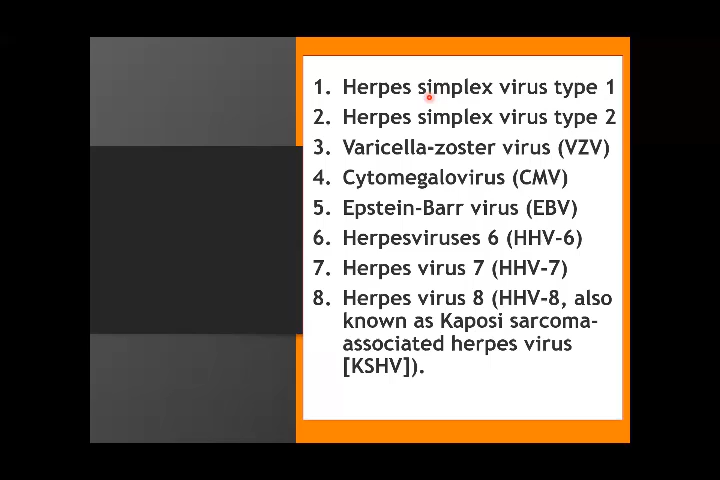 1. Herpes simplex virus type 1
2. Herpes simplex virus type 2
3. Varicella-zoster virus (VZV)
4. Cytomegalovirus (CMV)
5. Epstein-Barr virus (EBV)
6. Herpesviruses 6 (HHV-6)
7. Herpes virus 7 (HHV-7)
8. Herpes virus 8 (HHV-8, also
known as Kaposi sarcoma-
associated herpes virus
[KSHV]).